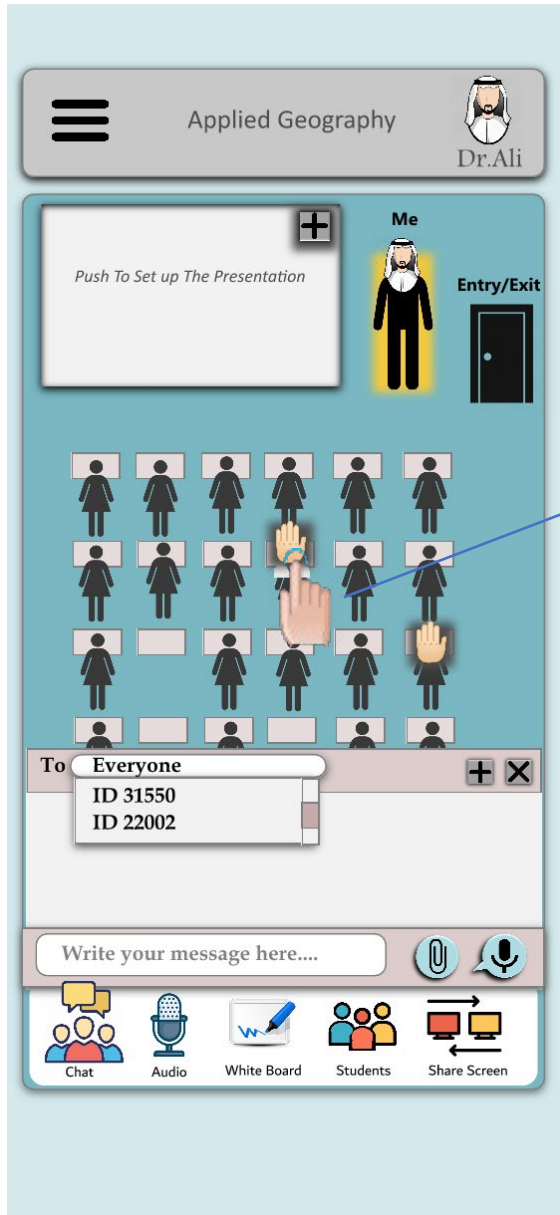 Applied Geography
Dr.Ali
Me
Push To Set up The Presentation
Entry/Exit
To Everyone
ID 31550
ID 22002
Write your message here....
Chat Audio White Board Students Share Screen